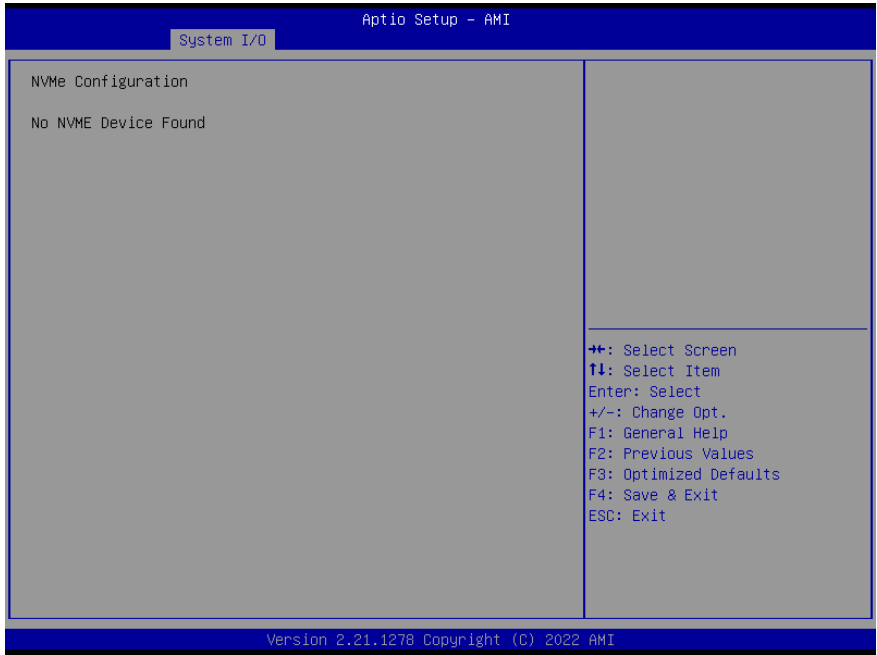 Aptio Setup – AMI
System I/O
NVMe Configuration
No NVME Device Found
→←: Select Screen
↑↓: Select Item
Enter: Select
+/-: Change Opt.
F1: General Help
F2: Previous Values
F3: Optimized Defaults
F4: Save & Exit
ESC: Exit
Version 2.21.1278 Copyright (C) 2022 AMI